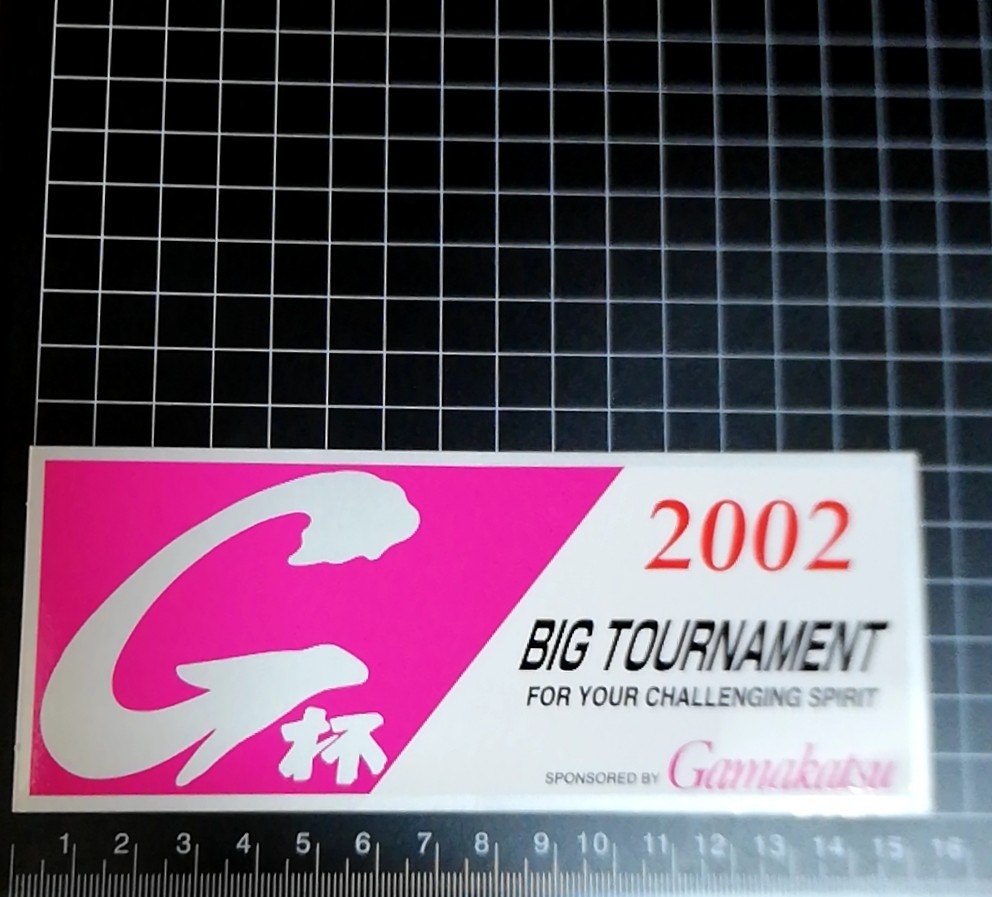 G杯
2002
BIG TOURNAMENT
FOR YOUR CHALLENGING SPIRIT
SPONSORED BY Gamakatsu
1 2 3 4 5 6 7 8 9 10 11 12 13 14 15 16